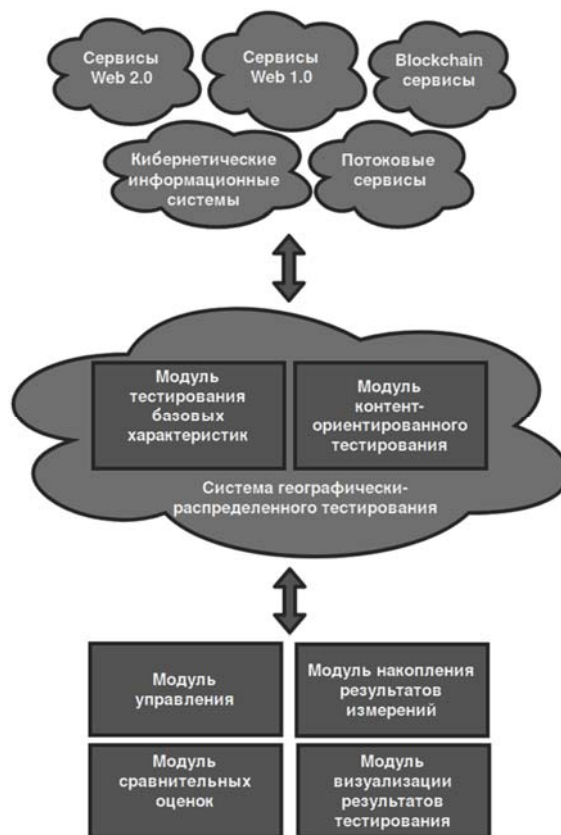 Сервисы
Web 2.0
Сервисы
Web 1.0
Blockchain
сервисы
Кибернетические
информационные
системы
Потоковые
сервисы
Модуль
тестирования
базовых
характеристик
Модуль
контент-
ориентированного
тестирования
Система географически-
распределенного тестирования
Модуль
управления
Модуль накопления
результатов
измерений
Модуль
сравнительных
оценок
Модуль
визуализации
результатов
тестирования